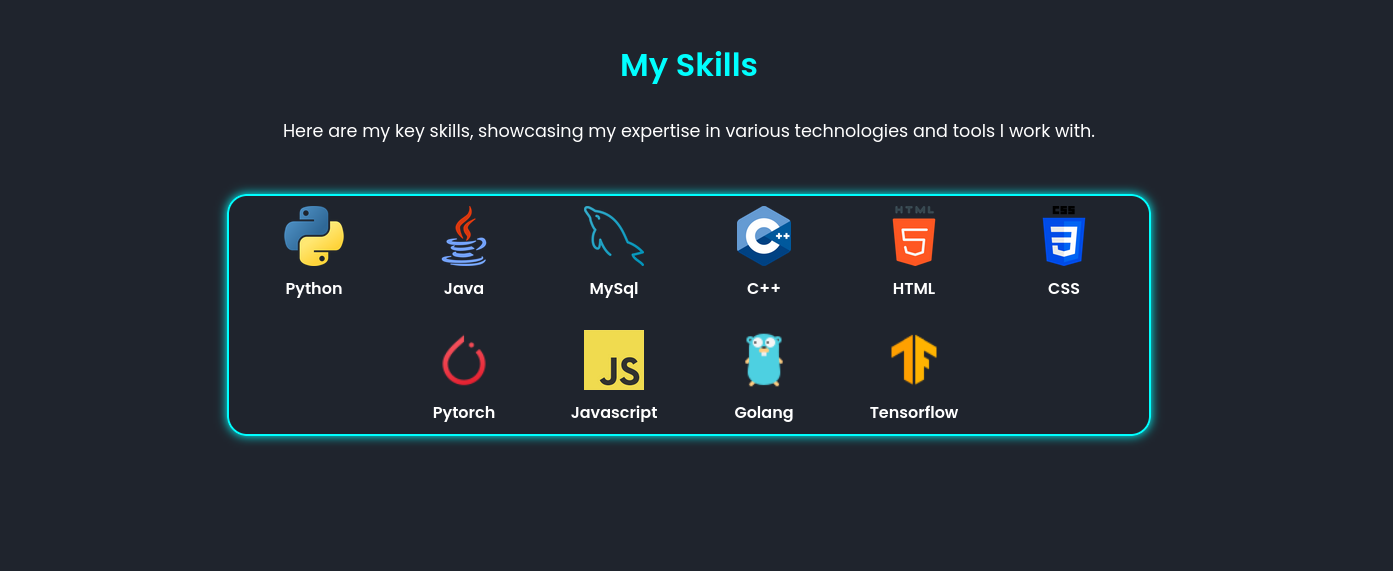 My Skills
Here are my key skills, showcasing my expertise in various technologies and tools I work with.
++ HTML CSS
Python Java MySql C++ HTML CSS
JS
Pytorch Javascript Golang Tensorflow